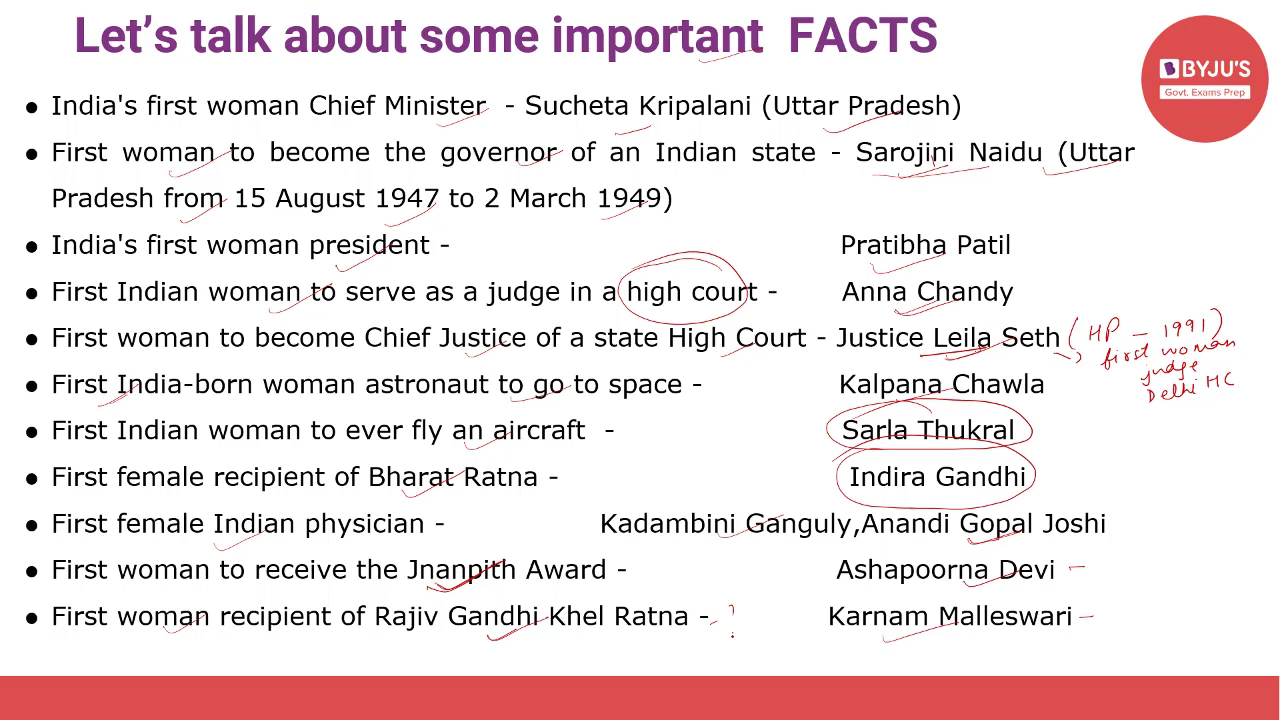 Let's talk about some important FACTS
BYJU'S
Govt. Exams Prep
● India's first woman Chief Minister - Sucheta Kripalani (Uttar Pradesh)
● First woman to become the governor of an Indian state - Sarojini Naidu (Uttar
Pradesh from 15 August 1947 to 2 March 1949)
● India's first woman president - Pratibha Patil
● First Indian woman to serve as a judge in a high court - Anna Chandy
● First woman to become Chief Justice of a state High Court - Justice Leila Seth (HP - 1991)
→ first woman
judge
Delhi HC
● First India-born woman astronaut to go to space - Kalpana Chawla
● First Indian woman to ever fly an aircraft - Sarla Thukral
● First female recipient of Bharat Ratna - Indira Gandhi
● First female Indian physician - Kadambini Ganguly,Anandi Gopal Joshi
● First woman to receive the Jnanpith Award - Ashapoorna Devi -
● First woman recipient of Rajiv Gandhi Khel Ratna - ? Karnam Malleswari -